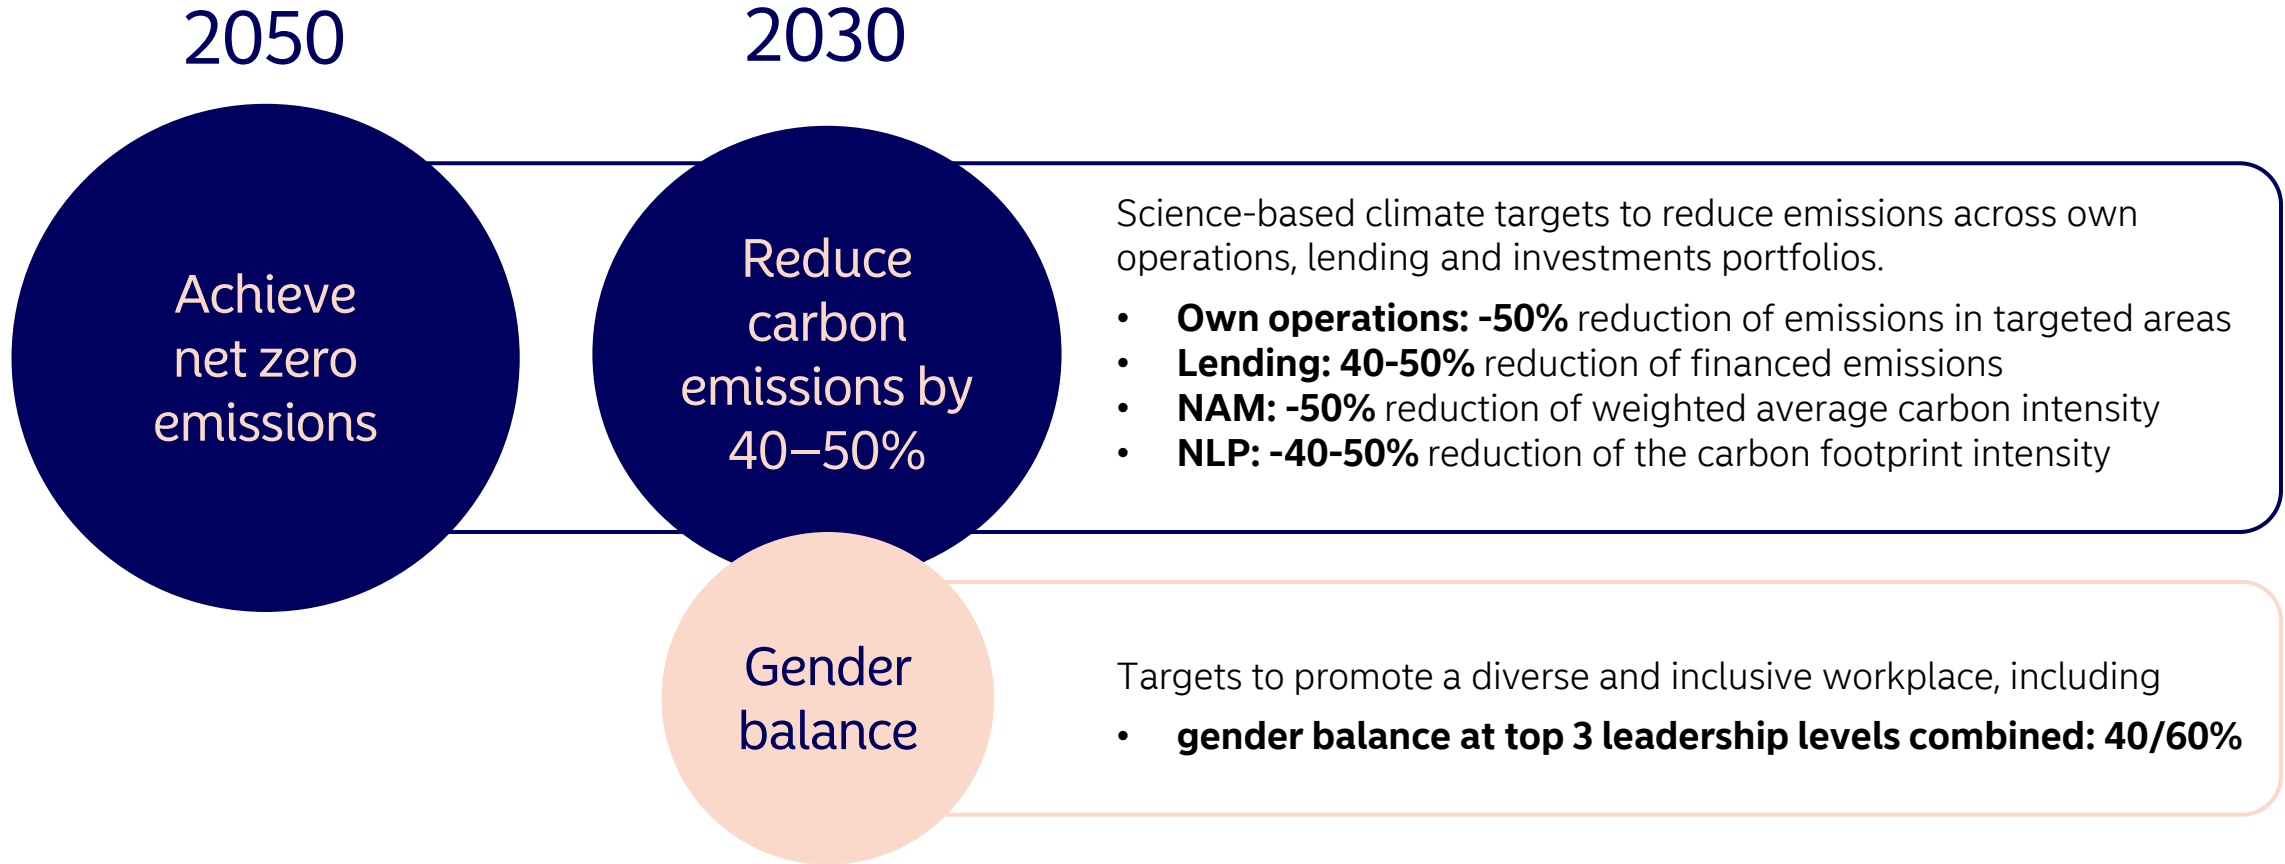 2050
2030
Achieve
net zero
emissions
Reduce
carbon
emissions by
40–50%
Science-based climate targets to reduce emissions across own
operations, lending and investments portfolios.
• Own operations: -50% reduction of emissions in targeted areas
• Lending: 40-50% reduction of financed emissions
• NAM: -50% reduction of weighted average carbon intensity
• NLP: -40-50% reduction of the carbon footprint intensity
Gender
balance
Targets to promote a diverse and inclusive workplace, including
• gender balance at top 3 leadership levels combined: 40/60%